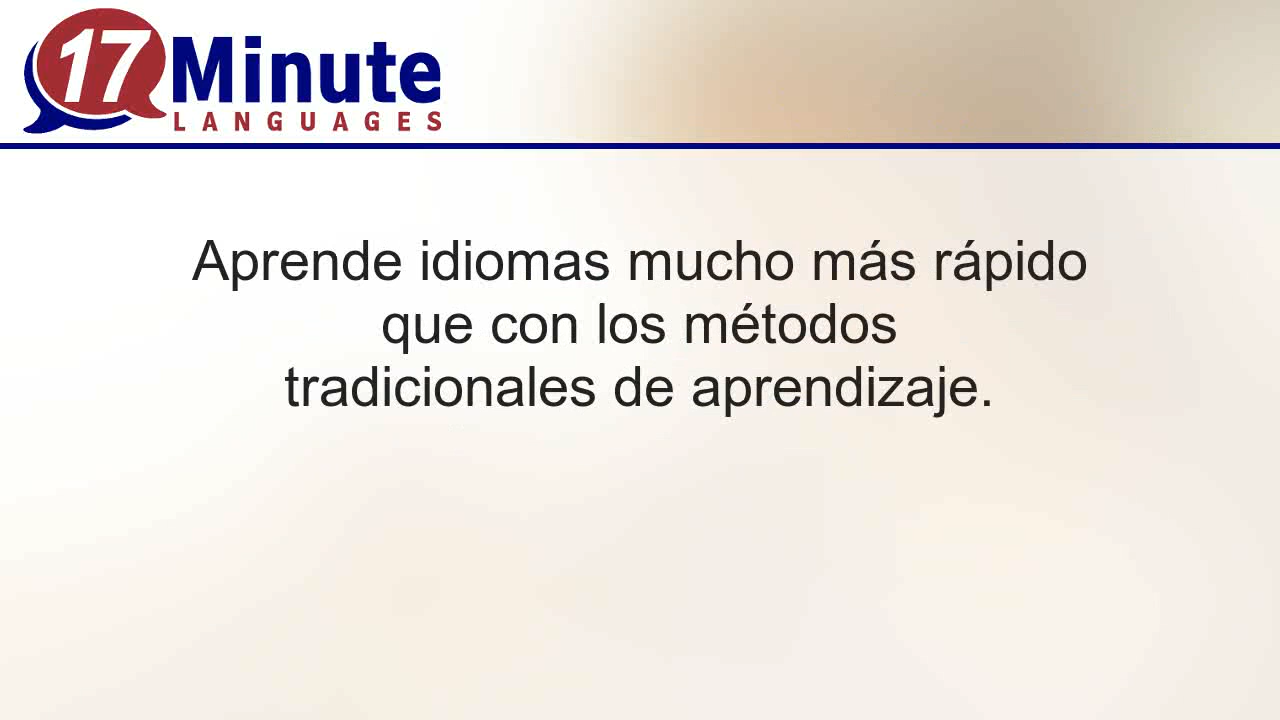 17 Minute
LANGUAGES
Aprende idiomas mucho más rápido
que con los métodos
tradicionales de aprendizaje.